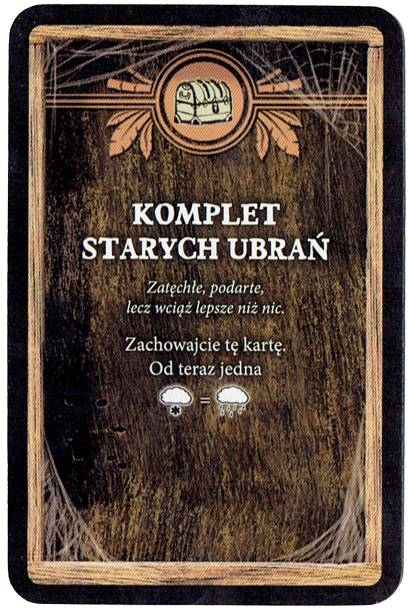 KOMPLET
STARYCH UBRAŃ
Zatęchłe, podarte,
lecz wciąż lepsze niż nic.
Zachowajcie tę kartę.
Od teraz jedna
=